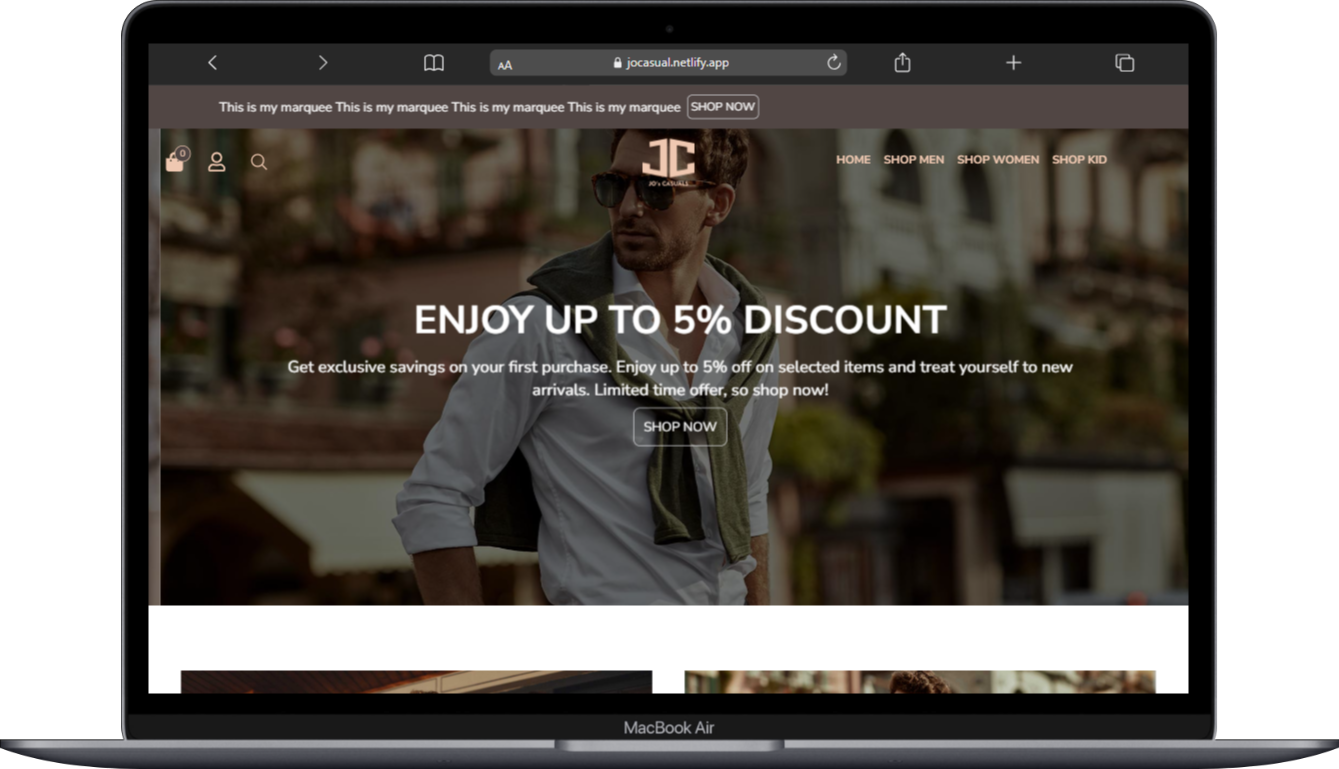 AA
jocasual.netlify.app
This is my marquee This is my marquee This is my marquee This is my marquee SHOP NOW
0
JC
JO's CASUALS
HOME SHOP MEN SHOP WOMEN SHOP KID
ENJOY UP TO 5% DISCOUNT
Get exclusive savings on your first purchase. Enjoy up to 5% off on selected items and treat yourself to new
arrivals. Limited time offer, so shop now!
SHOP NOW
MacBook Air